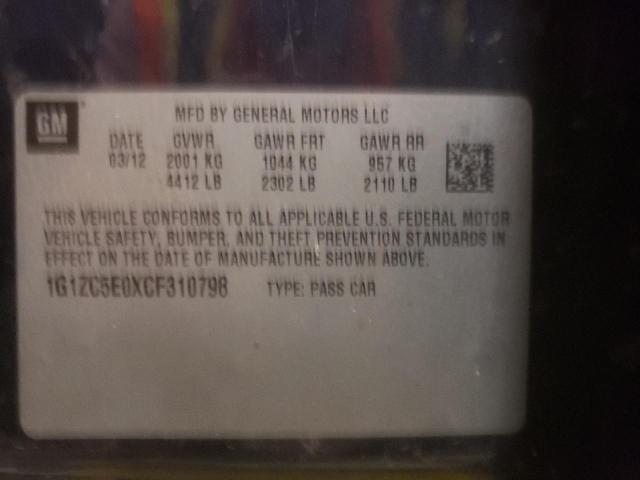 GM
MFD BY GENERAL MOTORS LLC
DATE GVWR GAWR FRT GAWR RR
03/12 2001 KG 1044 KG 957 KG
4412 LB 2302 LB 2110 LB
THIS VEHICLE CONFORMS TO ALL APPLICABLE U.S. FEDERAL MOTOR
VEHICLE SAFETY, BUMPER, AND THEFT PREVENTION STANDARDS IN
EFFECT ON THE DATE OF MANUFACTURE SHOWN ABOVE.
1G1ZC5E0XCF310798 TYPE: PASS CAR